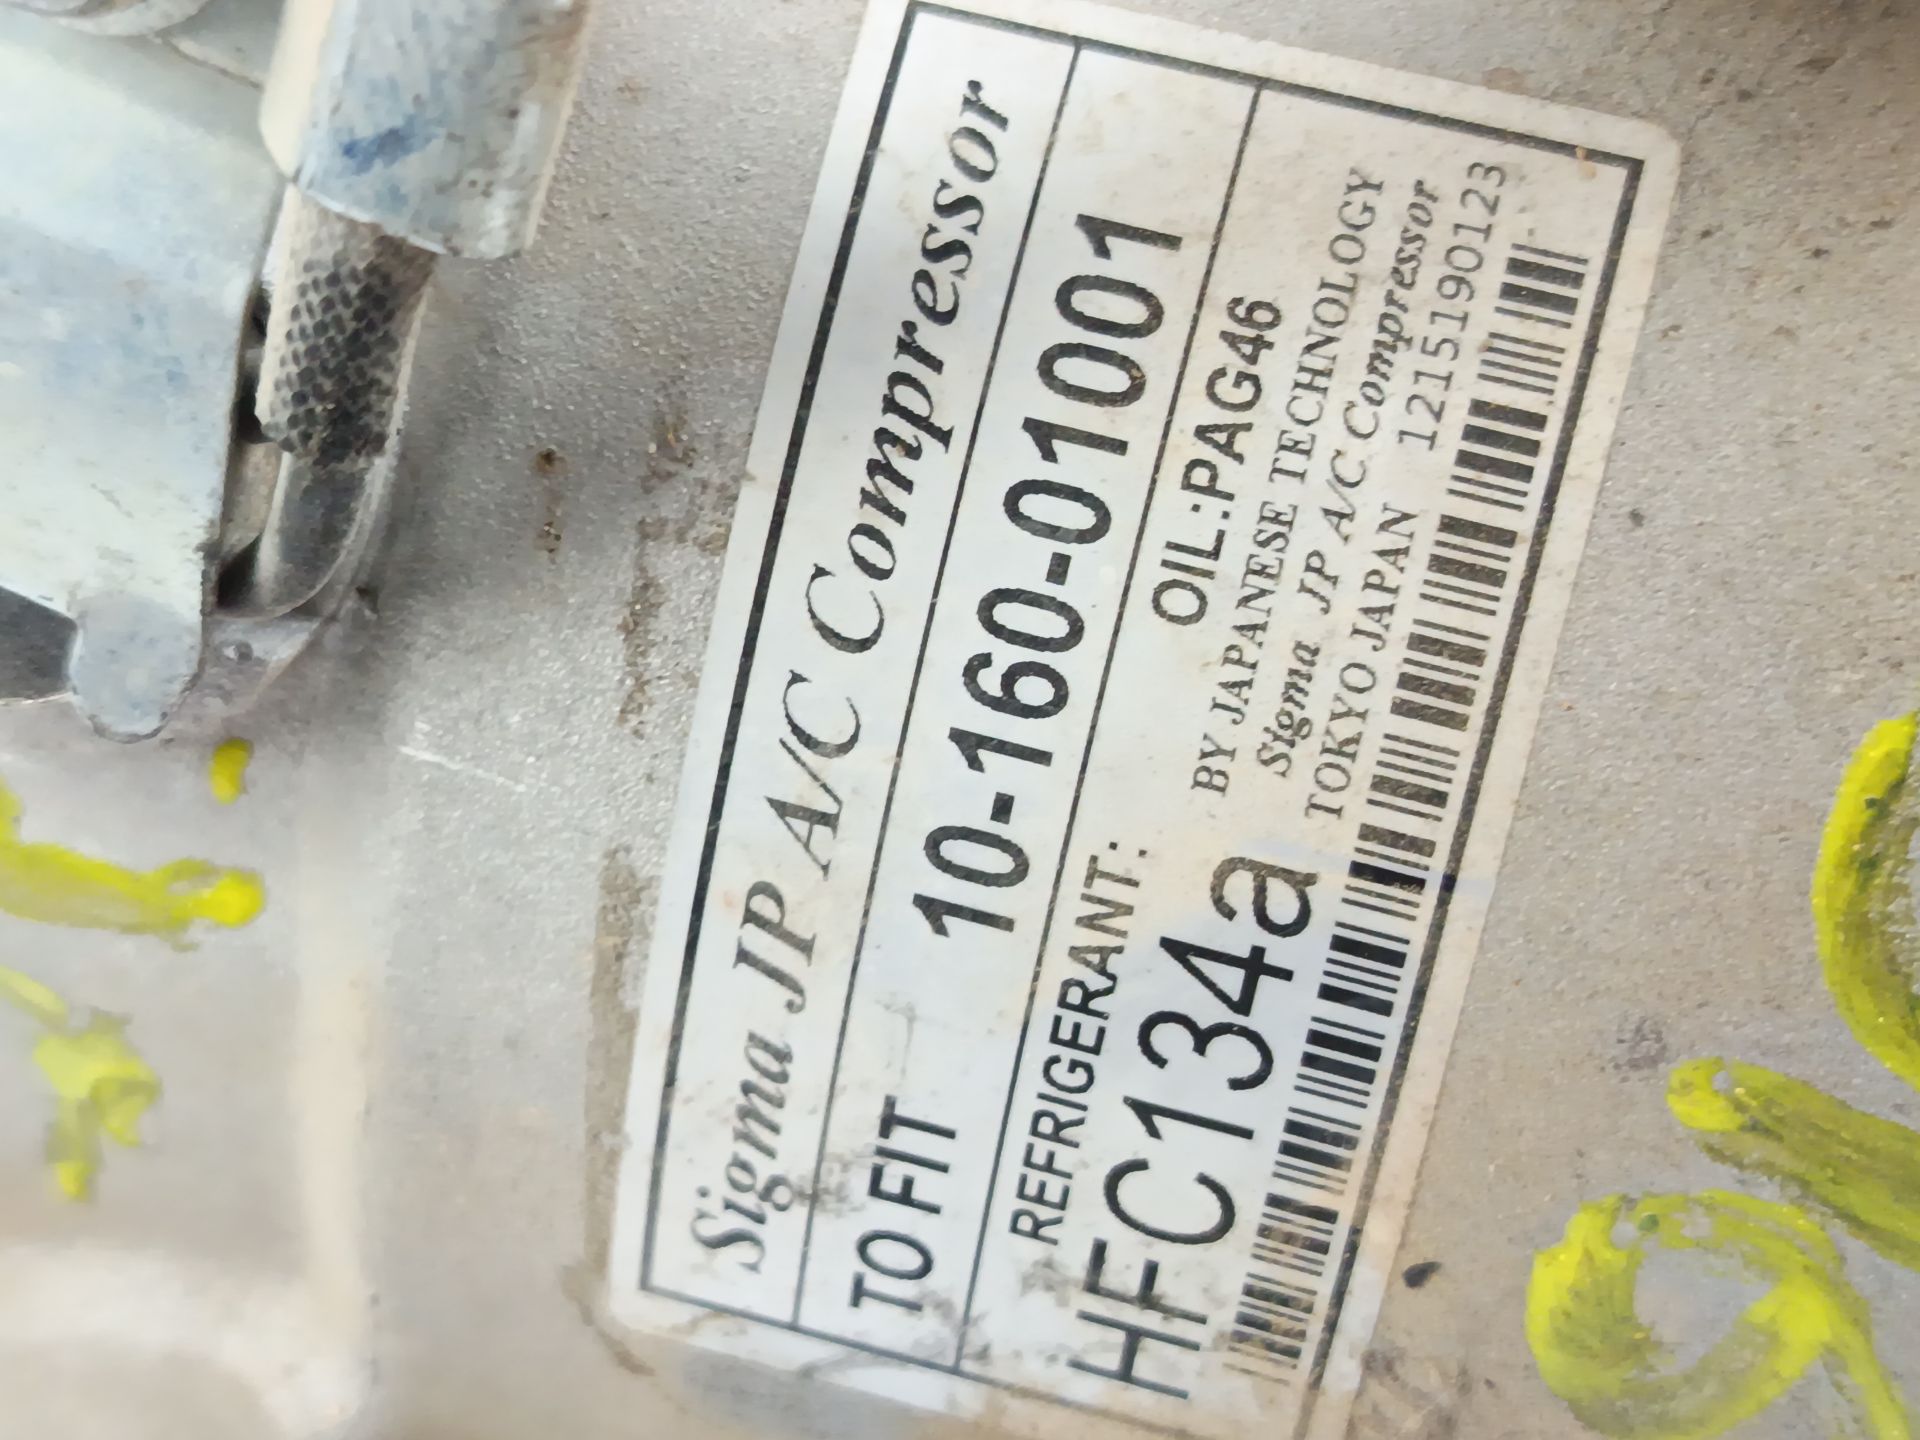 Sigma JP A/C Compressor
TO FIT 10-160-01001
REFRIGERANT: OIL:PAG46
HFC134a
BY JAPANESE TECHNOLOGY
Sigma JP A/C Compressor
TOKYO JAPAN 1215190123